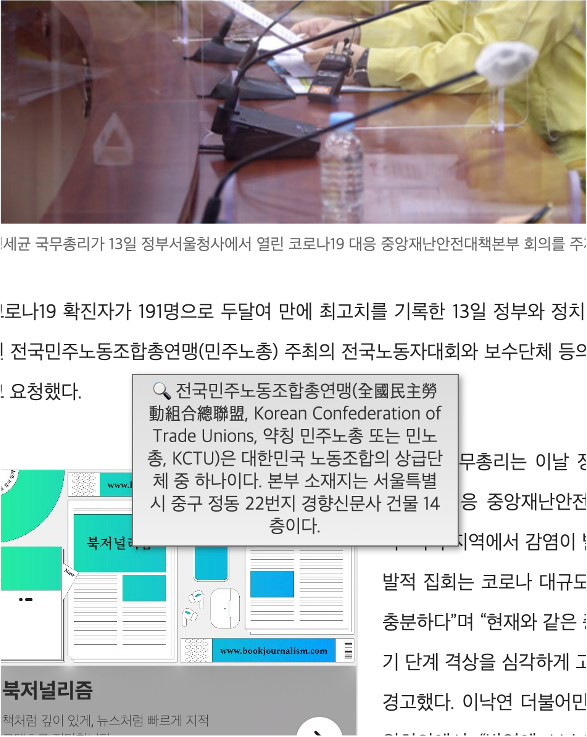 세균 국무총리가 13일 정부서울청사에서 열린 코로나19 대응 중앙재난안전대책본부 회의를 주
로나19 확진자가 191명으로 두달여 만에 최고치를 기록한 13일 정부와 정치
전국민주노동조합총연맹(민주노총) 주최의 전국노동자대회와 보수단체 등의
요청했다.
🔍 전국민주노동조합총연맹(全國民主勞
動組合總聯盟, Korean Confederation of
Trade Unions, 약칭 민주노총 또는 민노
총, KCTU)은 대한민국 노동조합의 상급단
체 중 하나이다. 본부 소재지는 서울특별
시 중구 정동 22번지 경향신문사 건물 14
층이다.
무총리는 이날 정
응 중앙재난안전
지역에서 감염이
발적 집회는 코로나 대규모
충분하다”며 “현재와 같은
기 단계 격상을 심각하게 고
경고했다. 이낙연 더불어민
www.b
북저널리즘
www.bookjournalism.com
북저널리즘
책처럼 깊이 있게, 뉴스처럼 빠르게 지적